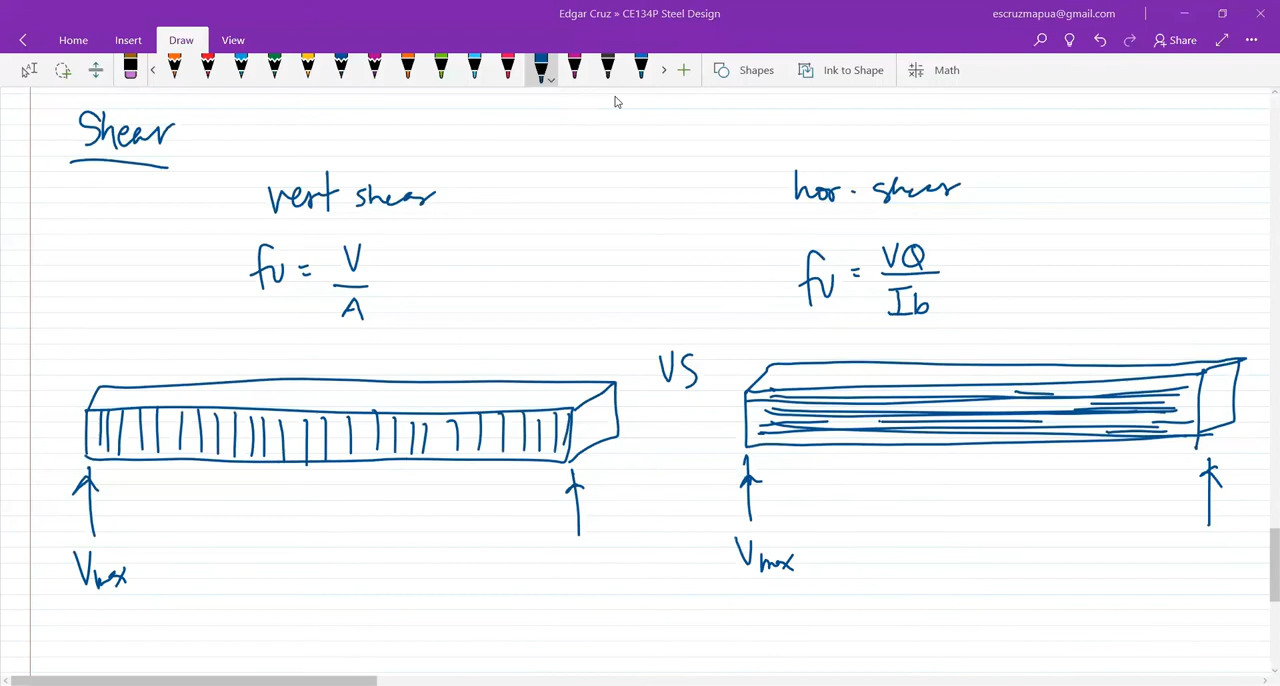 Edgar Cruz » CE134P Steel Design
escruzmapua@gmail.com
Home Insert Draw View
Share
Shapes Ink to Shape Math
Shear
vert shear
hor. shear
fv = V/A
fv = VQ/Ib
VS
Vmax
Vmax